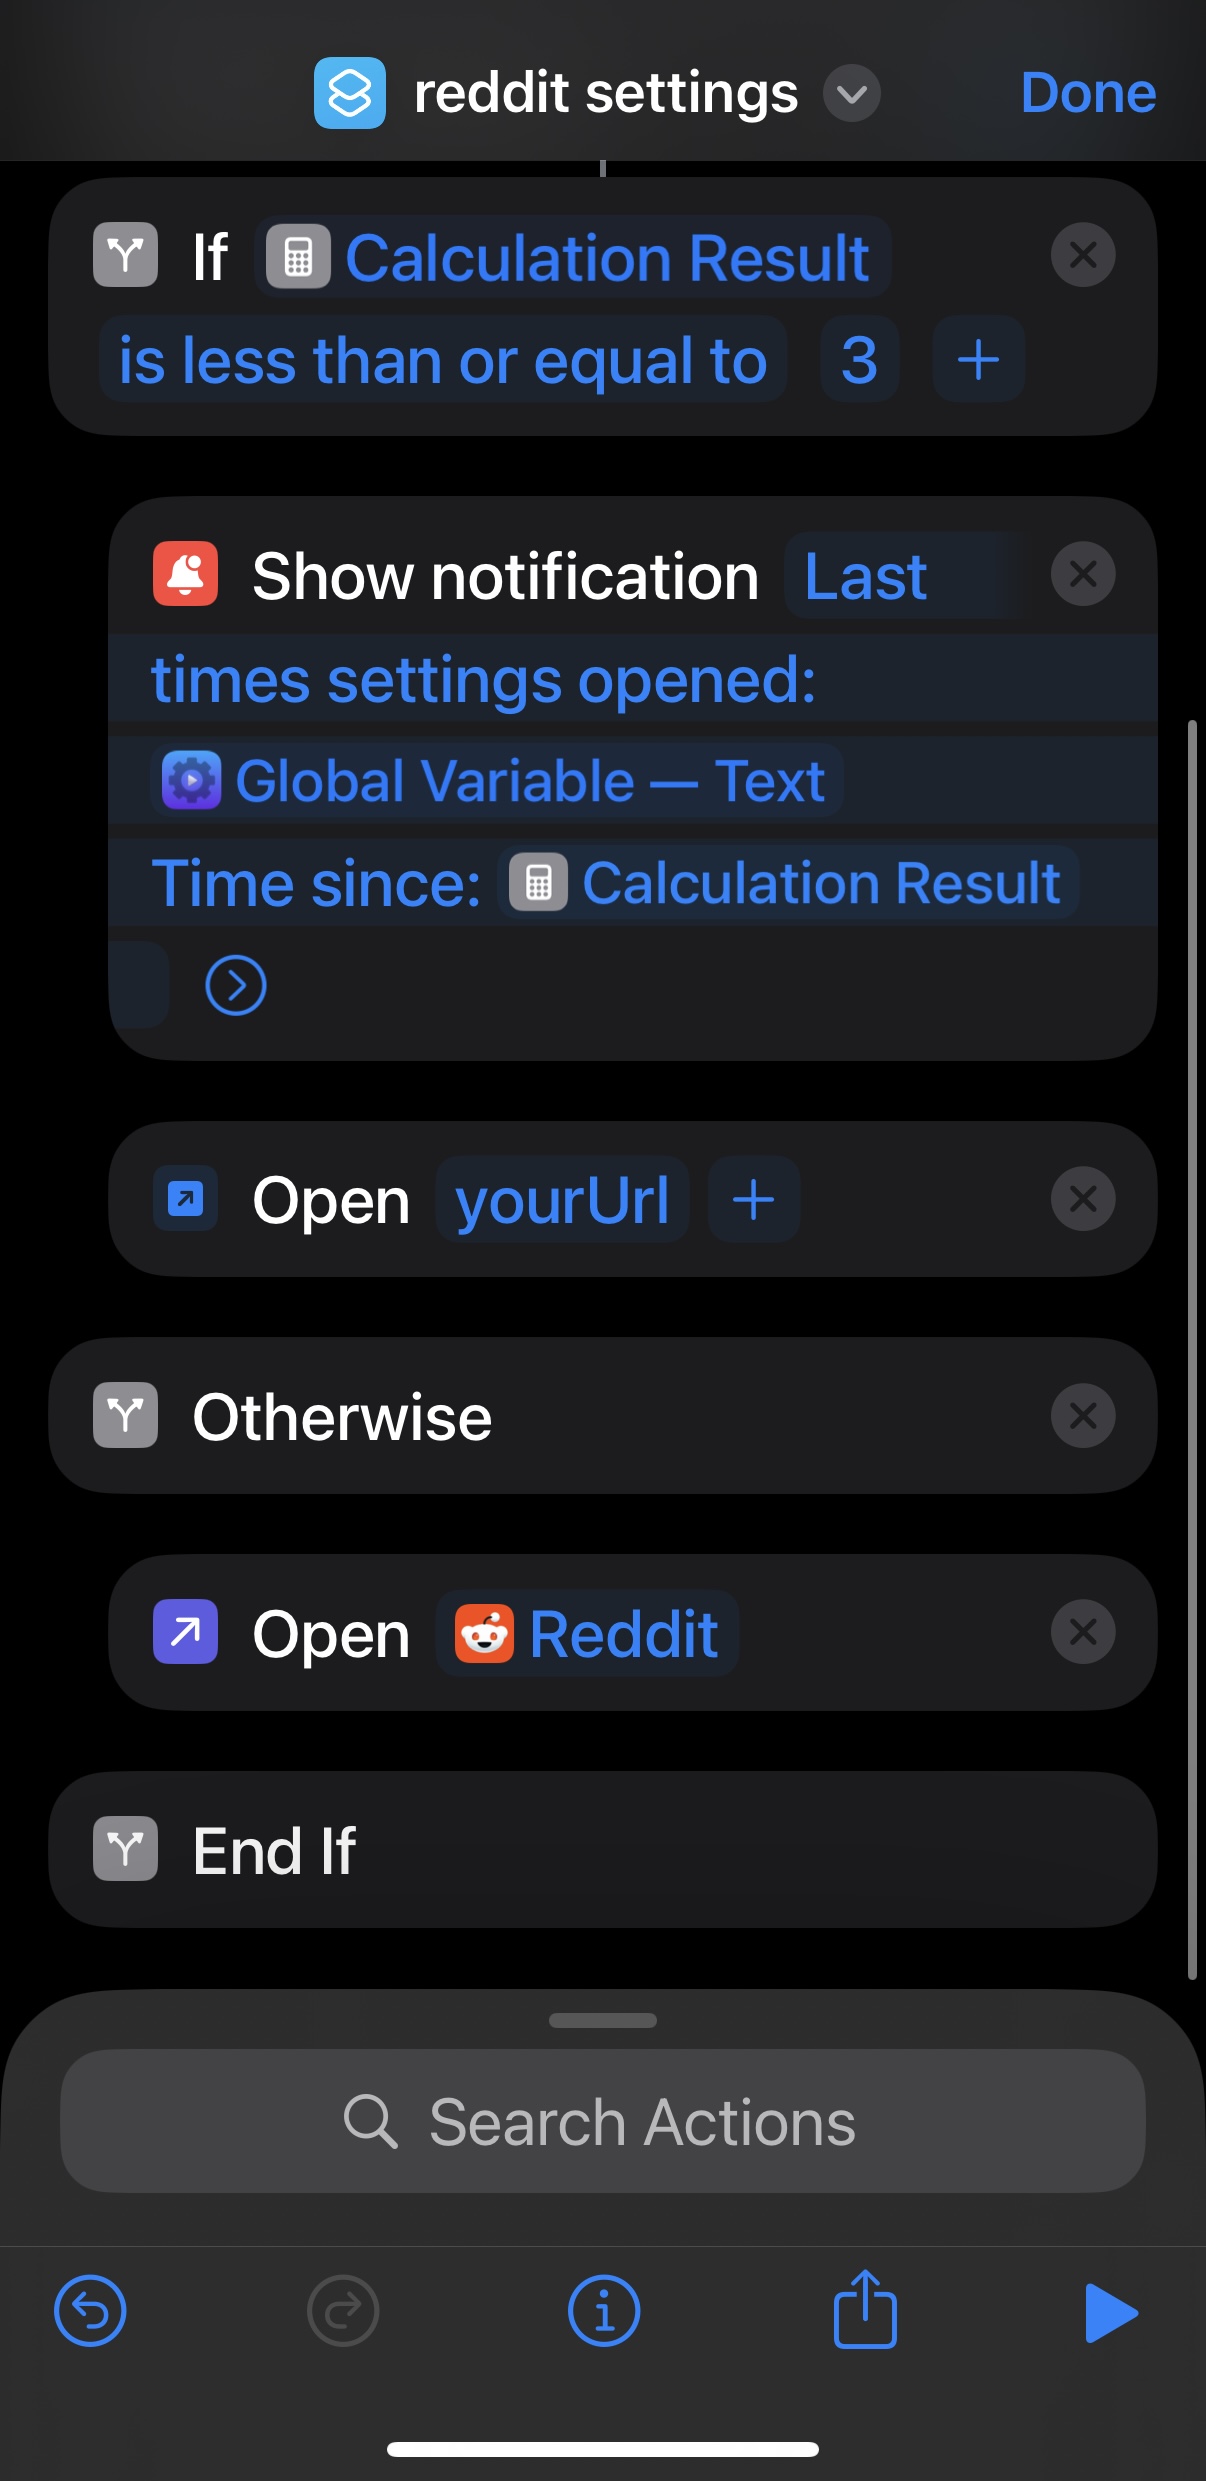 reddit settings
Done
If Calculation Result
is less than or equal to 3
Show notification Last
times settings opened:
Global Variable — Text
Time since: Calculation Result
Open yourUrl
Otherwise
Open Reddit
End If
Search Actions